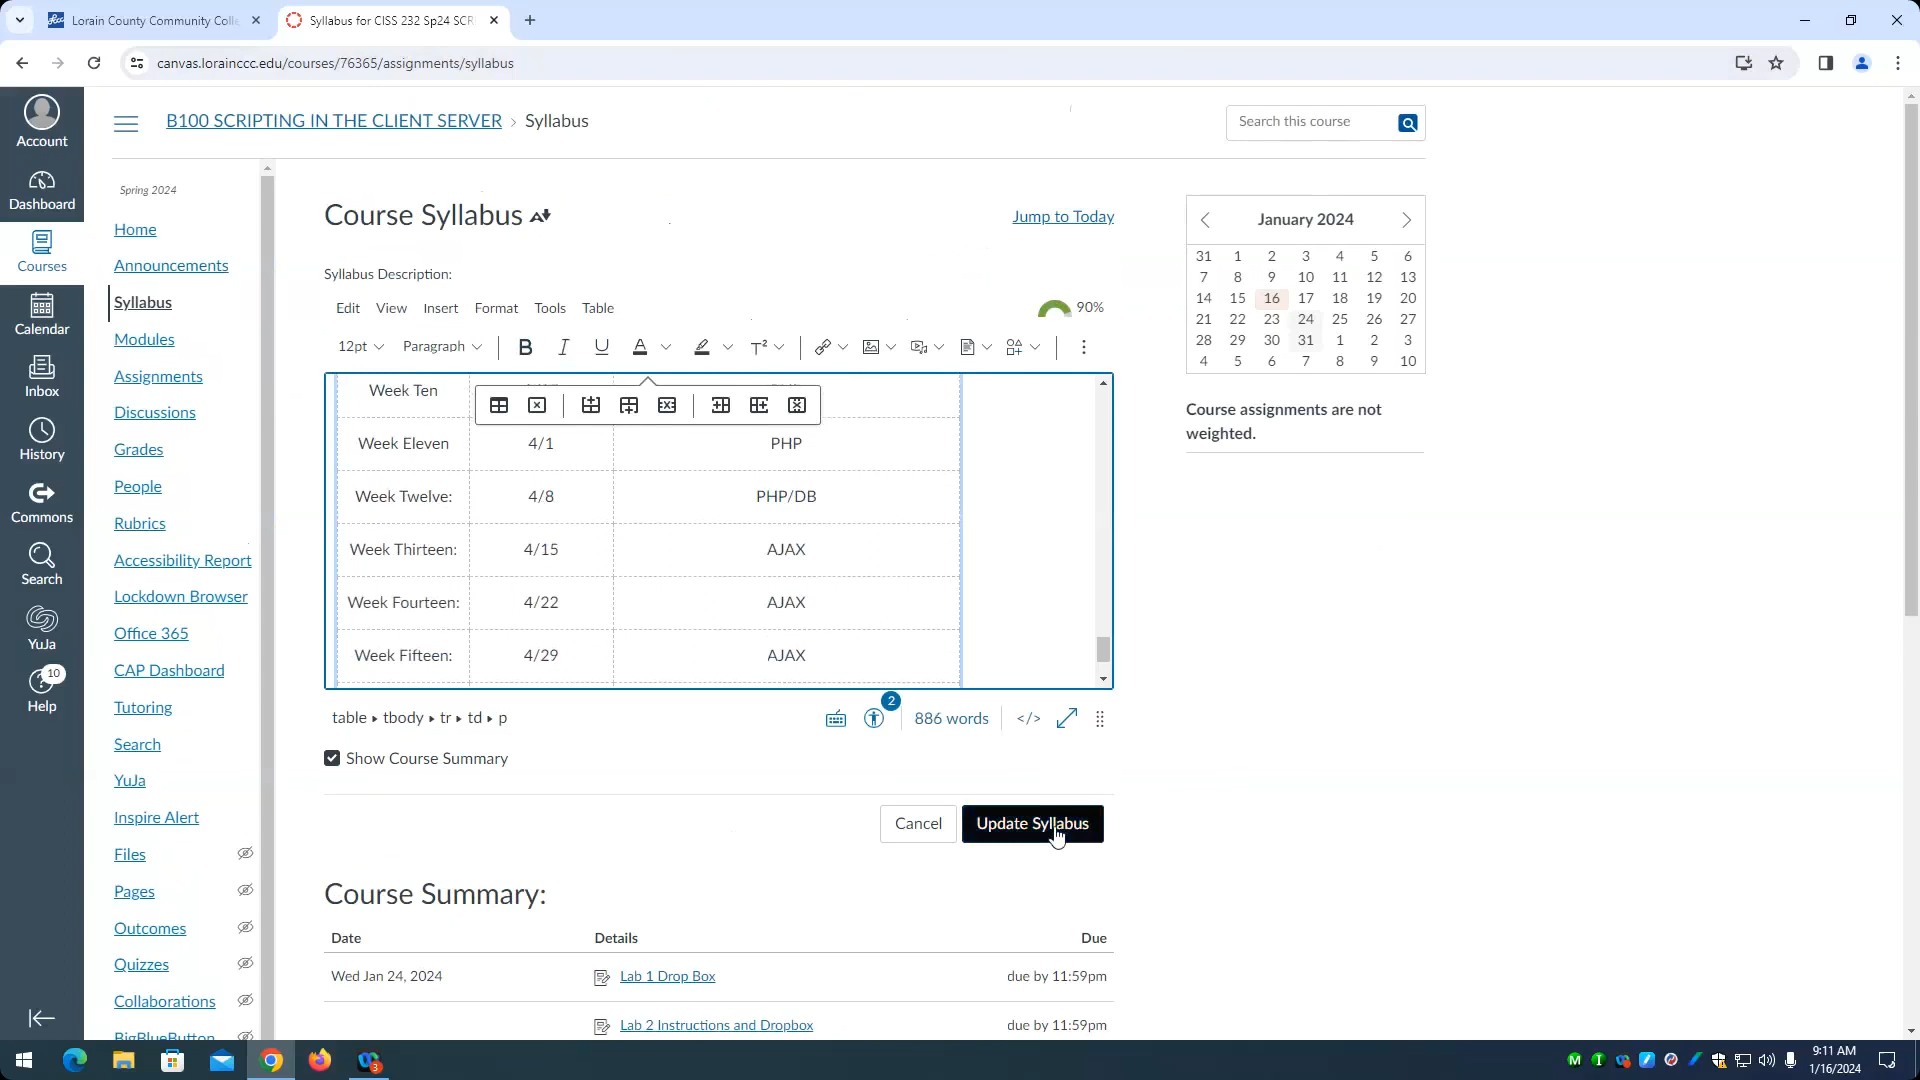 Lorain County Community Colle
Syllabus for CISS 232 Sp24 SCRI
canvas.lorainccc.edu/courses/76365/assignments/syllabus
Account
Dashboard
Courses
Calendar
Inbox
History
Commons
Search
YuJa
10
Help
B100 SCRIPTING IN THE CLIENT SERVER › Syllabus
Search this course
Spring 2024
Home
Announcements
Syllabus
Modules
Assignments
Discussions
Grades
People
Rubrics
Accessibility Report
Lockdown Browser
Office 365
CAP Dashboard
Tutoring
Search
YuJa
Inspire Alert
Files
Pages
Outcomes
Quizzes
Collaborations
BigBlueButton
Course Syllabus
Jump to Today
Syllabus Description:
Edit View Insert Format Tools Table
90%
12pt Paragraph B I U A T²
Week Ten
Week Eleven 4/1 PHP
Week Twelve: 4/8 PHP/DB
Week Thirteen: 4/15 AJAX
Week Fourteen: 4/22 AJAX
Week Fifteen: 4/29 AJAX
table ▸ tbody ▸ tr ▸ td ▸ p
2
886 words
</>
Show Course Summary
Cancel
Update Syllabus
Course Summary:
Date Details Due
Wed Jan 24, 2024 Lab 1 Drop Box due by 11:59pm
Lab 2 Instructions and Dropbox due by 11:59pm
January 2024
31 1 2 3 4 5 6
7 8 9 10 11 12 13
14 15 16 17 18 19 20
21 22 23 24 25 26 27
28 29 30 31 1 2 3
4 5 6 7 8 9 10
Course assignments are not
weighted.
3
9:11 AM
1/16/2024